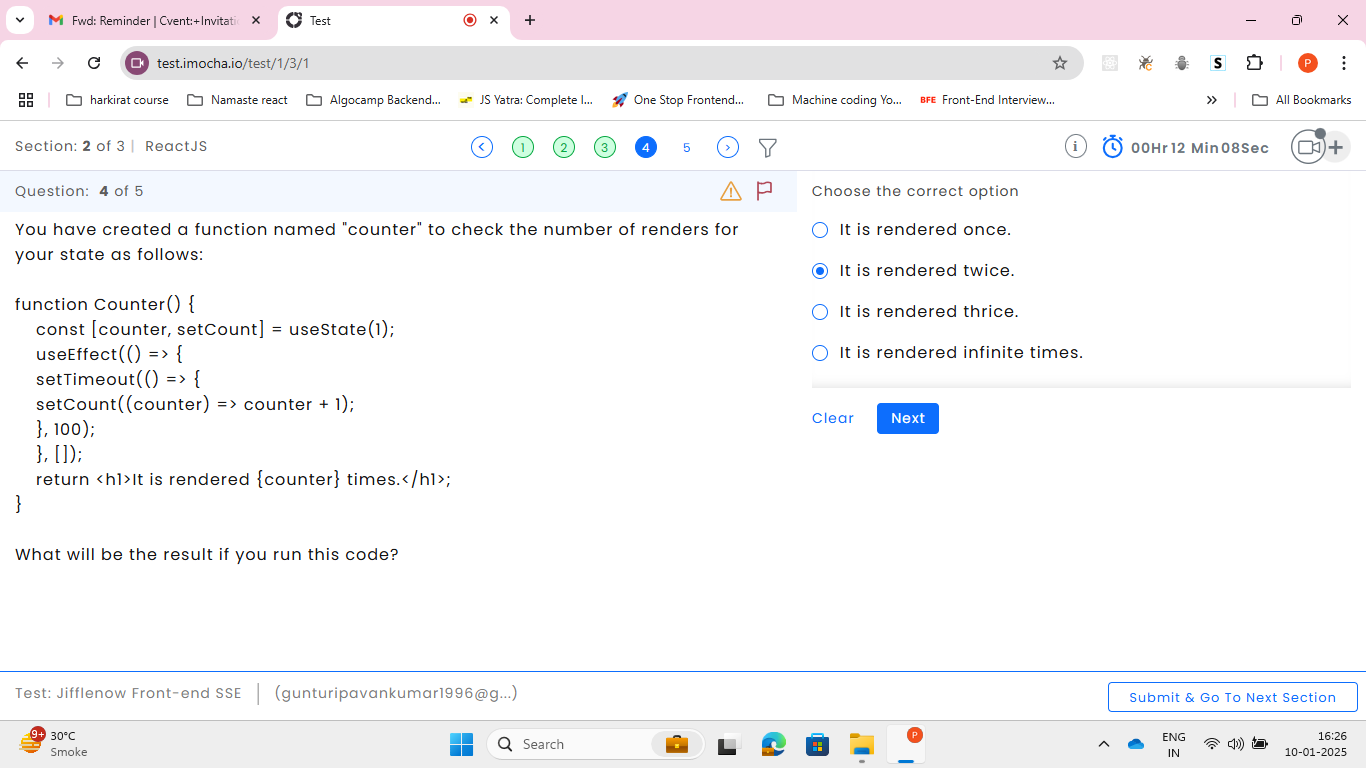 Fwd: Reminder | Cvent:+Invitati
Test
test.imocha.io/test/1/3/1
S
P
harkirat course
Namaste react
Algocamp Backend...
JS Yatra: Complete I...
One Stop Frontend...
Machine coding Yo...
BFE Front-End Interview...
All Bookmarks
Section: 2 of 3 | ReactJS
1 2 3 4 5
00Hr 12 Min 08Sec
Question: 4 of 5
You have created a function named "counter" to check the number of renders for
your state as follows:
function Counter() {
const [counter, setCount] = useState(1);
useEffect(() => {
setTimeout(() => {
setCount((counter) => counter + 1);
}, 100);
}, []);
return <h1>It is rendered {counter} times.</h1>;
}
What will be the result if you run this code?
Choose the correct option
It is rendered once.
It is rendered twice.
It is rendered thrice.
It is rendered infinite times.
Clear
Next
Test: Jifflenow Front-end SSE | (gunturipavankumar1996@g...)
Submit & Go To Next Section
9+
30°C
Smoke
Search
P
ENG
IN
16:26
10-01-2025